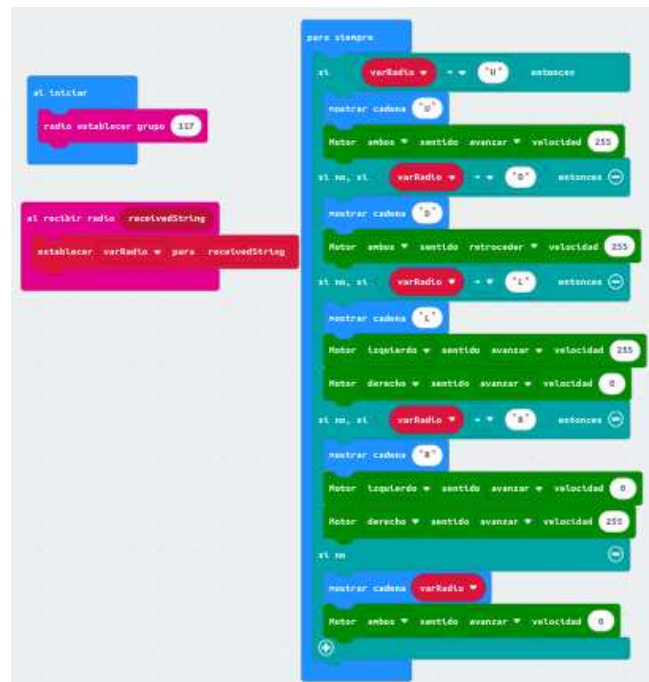 al iniciar
radio establecer grupo 117
al recibir radio receivedString
establecer varRadio para receivedString
para siempre
si varRadio = "U" entonces
mostrar cadena "U"
Motor ambos sentido avanzar velocidad 255
si no, si varRadio = "D" entonces
mostrar cadena "D"
Motor ambos sentido retroceder velocidad 255
si no, si varRadio = "L" entonces
mostrar cadena "L"
Motor izquierdo sentido avanzar velocidad 255
Motor derecho sentido avanzar velocidad 0
si no, si varRadio = "R" entonces
mostrar cadena "R"
Motor izquierdo sentido avanzar velocidad 0
Motor derecho sentido avanzar velocidad 255
si no
mostrar cadena varRadio
Motor ambos sentido avanzar velocidad 0